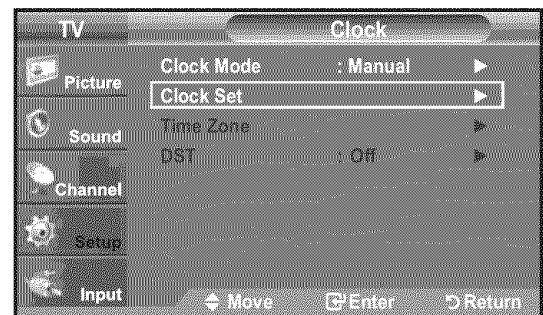 TV
Clock
Picture
Sound
Channel
Setup
Input
Clock Mode : Manual
Clock Set
Time Zone
DST : Off
Move Enter Return